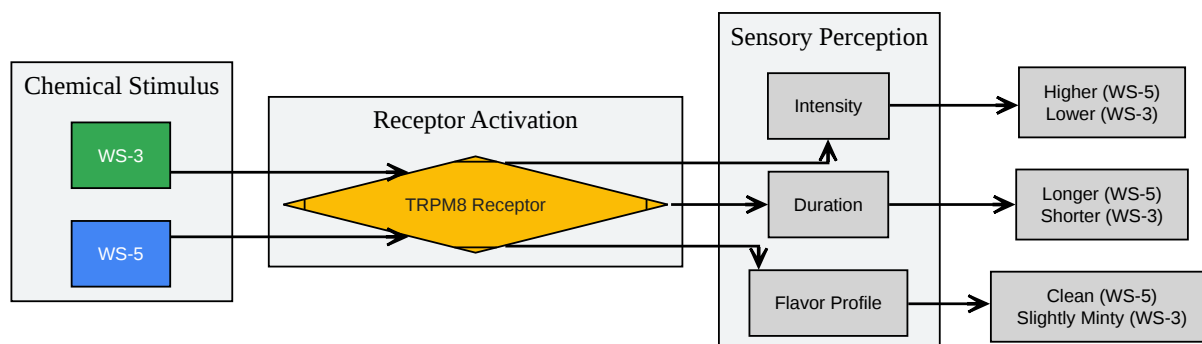 Chemical Stimulus
WS-3
WS-5
Receptor Activation
TRPM8 Receptor
Sensory Perception
Intensity
Duration
Flavor Profile
Higher (WS-5)
Lower (WS-3)
Longer (WS-5)
Shorter (WS-3)
Clean (WS-5)
Slightly Minty (WS-3)